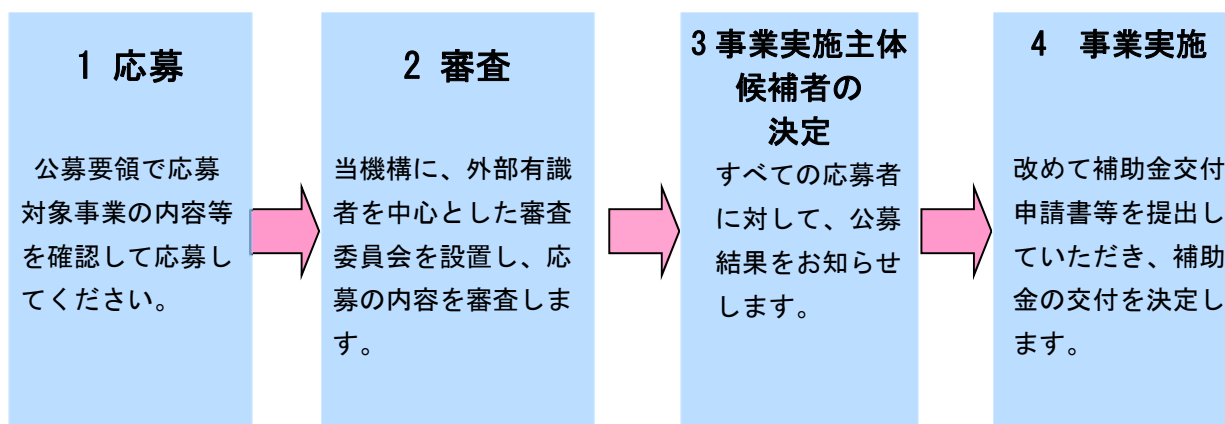 1 応募
公募要領で応募
対象事業の内容等
を確認して応募し
てください。
2 審査
当機構に、外部有識
者を中心とした審査
委員会を設置し、応
募の内容を審査しま
す。
3 事業実施主体
候補者の
決定
すべての応募者
に対して、公募
結果をお知らせ
します。
4　事業実施
改めて補助金交付
申請書等を提出し
ていただき、補助
金の交付を決定し
ます。